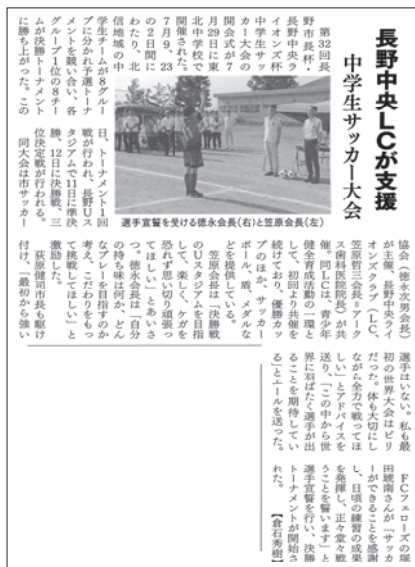 長野中央LCが支援
中学生サッカー大会
第32回長
野市長杯・
長野中央ラ
イオンズ杯
中学生サッ
カー大会の
開会式が7
月29日に東
北中学校で
開催された。
7月9、23
の2日間に
わたり、北
信地域の中
学生チームが8グルー
プに分かれ予選トーナ
メントを競い合い、各
グループ1位の8チー
ムが決勝トーナメント
に勝ち上がった。この
日、トーナメント1回
戦が行われ、長野Uス
タジアムで11日に準決
勝、12日に決勝戦、三
位決定戦が行われる。
同大会は市サッカー
選手宣誓を受ける徳永会長(右)と笠原会長(左)
協会(徳永次男会長)
が主催、長野中央ライ
オンズクラブ(LC、
笠原哲三会長=アーク
ス歯科医院院長)が共
催。同LCは、青少年
健全育成活動の一環と
して、初回より共催を
続けており、優勝カッ
プのほか、サッカー
ボール、盾、メダルな
どを提供している。
笠原会長は「決勝戦
のUスタジアムを目指
して、楽しく、ケガを
恐れず思い切り頑張っ
てほしい」とあいさ
つ。徳永会長は「自分
の持ち味は何か、どん
なプレーを目指すのか
考え、こだわりをもっ
て挑戦してほしい」と
激励した。
荻原健司市長も駆け
付け、「最初から強い
選手はいない。私も最
初の世界大会はビリ
だった。体も大切にし
ながら全力で戦ってほ
しい」とアドバイスを
送り、「この中から世
界に羽ばたく選手が出
ることを期待してい
る」とエールを送った。
FCフェローズの塚
田琥南さんが「サッカ
ーができることを感謝
し、日頃の練習の成果
を発揮し、正々堂々戦
うことを誓います」と
選手宣誓を行い、決勝
トーナメントが開始さ
れた。
【倉石秀樹】